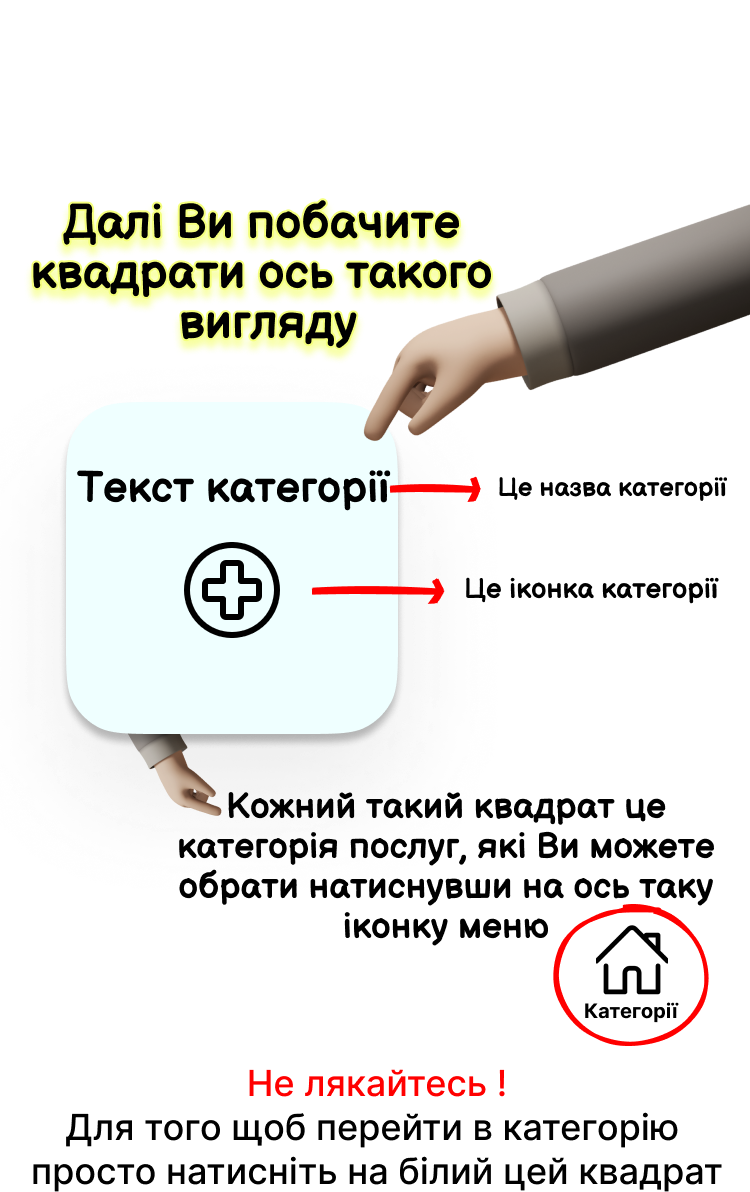 Далі Ви побачите
квадрати ось такого
вигляду
Текст категорії
Це назва категорії
Це іконка категорії
Кожний такий квадрат це
категорія послуг, які Ви можете
обрати натиснувши на ось таку
іконку меню
Категорії
Не лякайтесь !
Для того щоб перейти в категорію
просто натисніть на білий цей квадрат